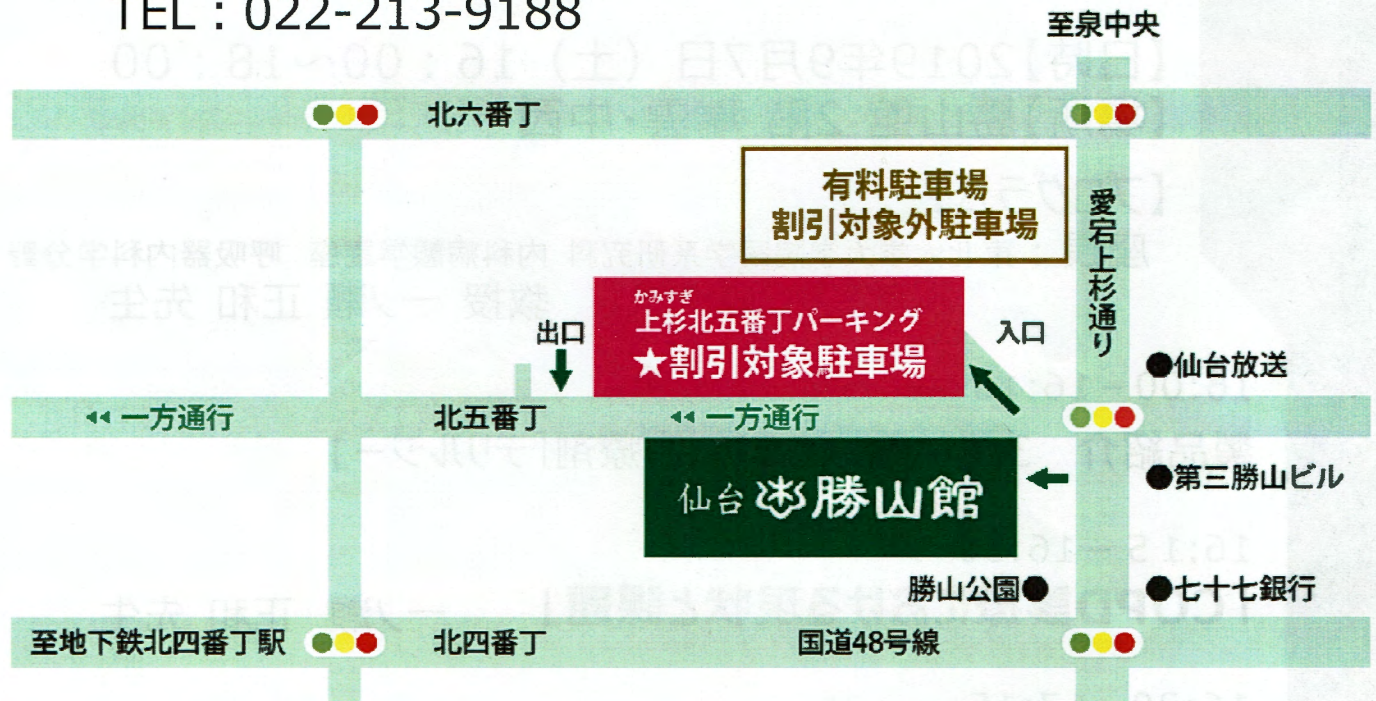 TEL：022-213-9188
至泉中央
北六番丁
有料駐車場
割引対象外駐車場
愛宕上杉通り
かみすぎ
上杉北五番丁パーキング
★割引対象駐車場
出口
入口
●仙台放送
◂◂ 一方通行
北五番丁
◂◂ 一方通行
仙台 勝山館
●第三勝山ビル
勝山公園●
●七十七銀行
至地下鉄北四番丁駅
北四番丁
国道48号線